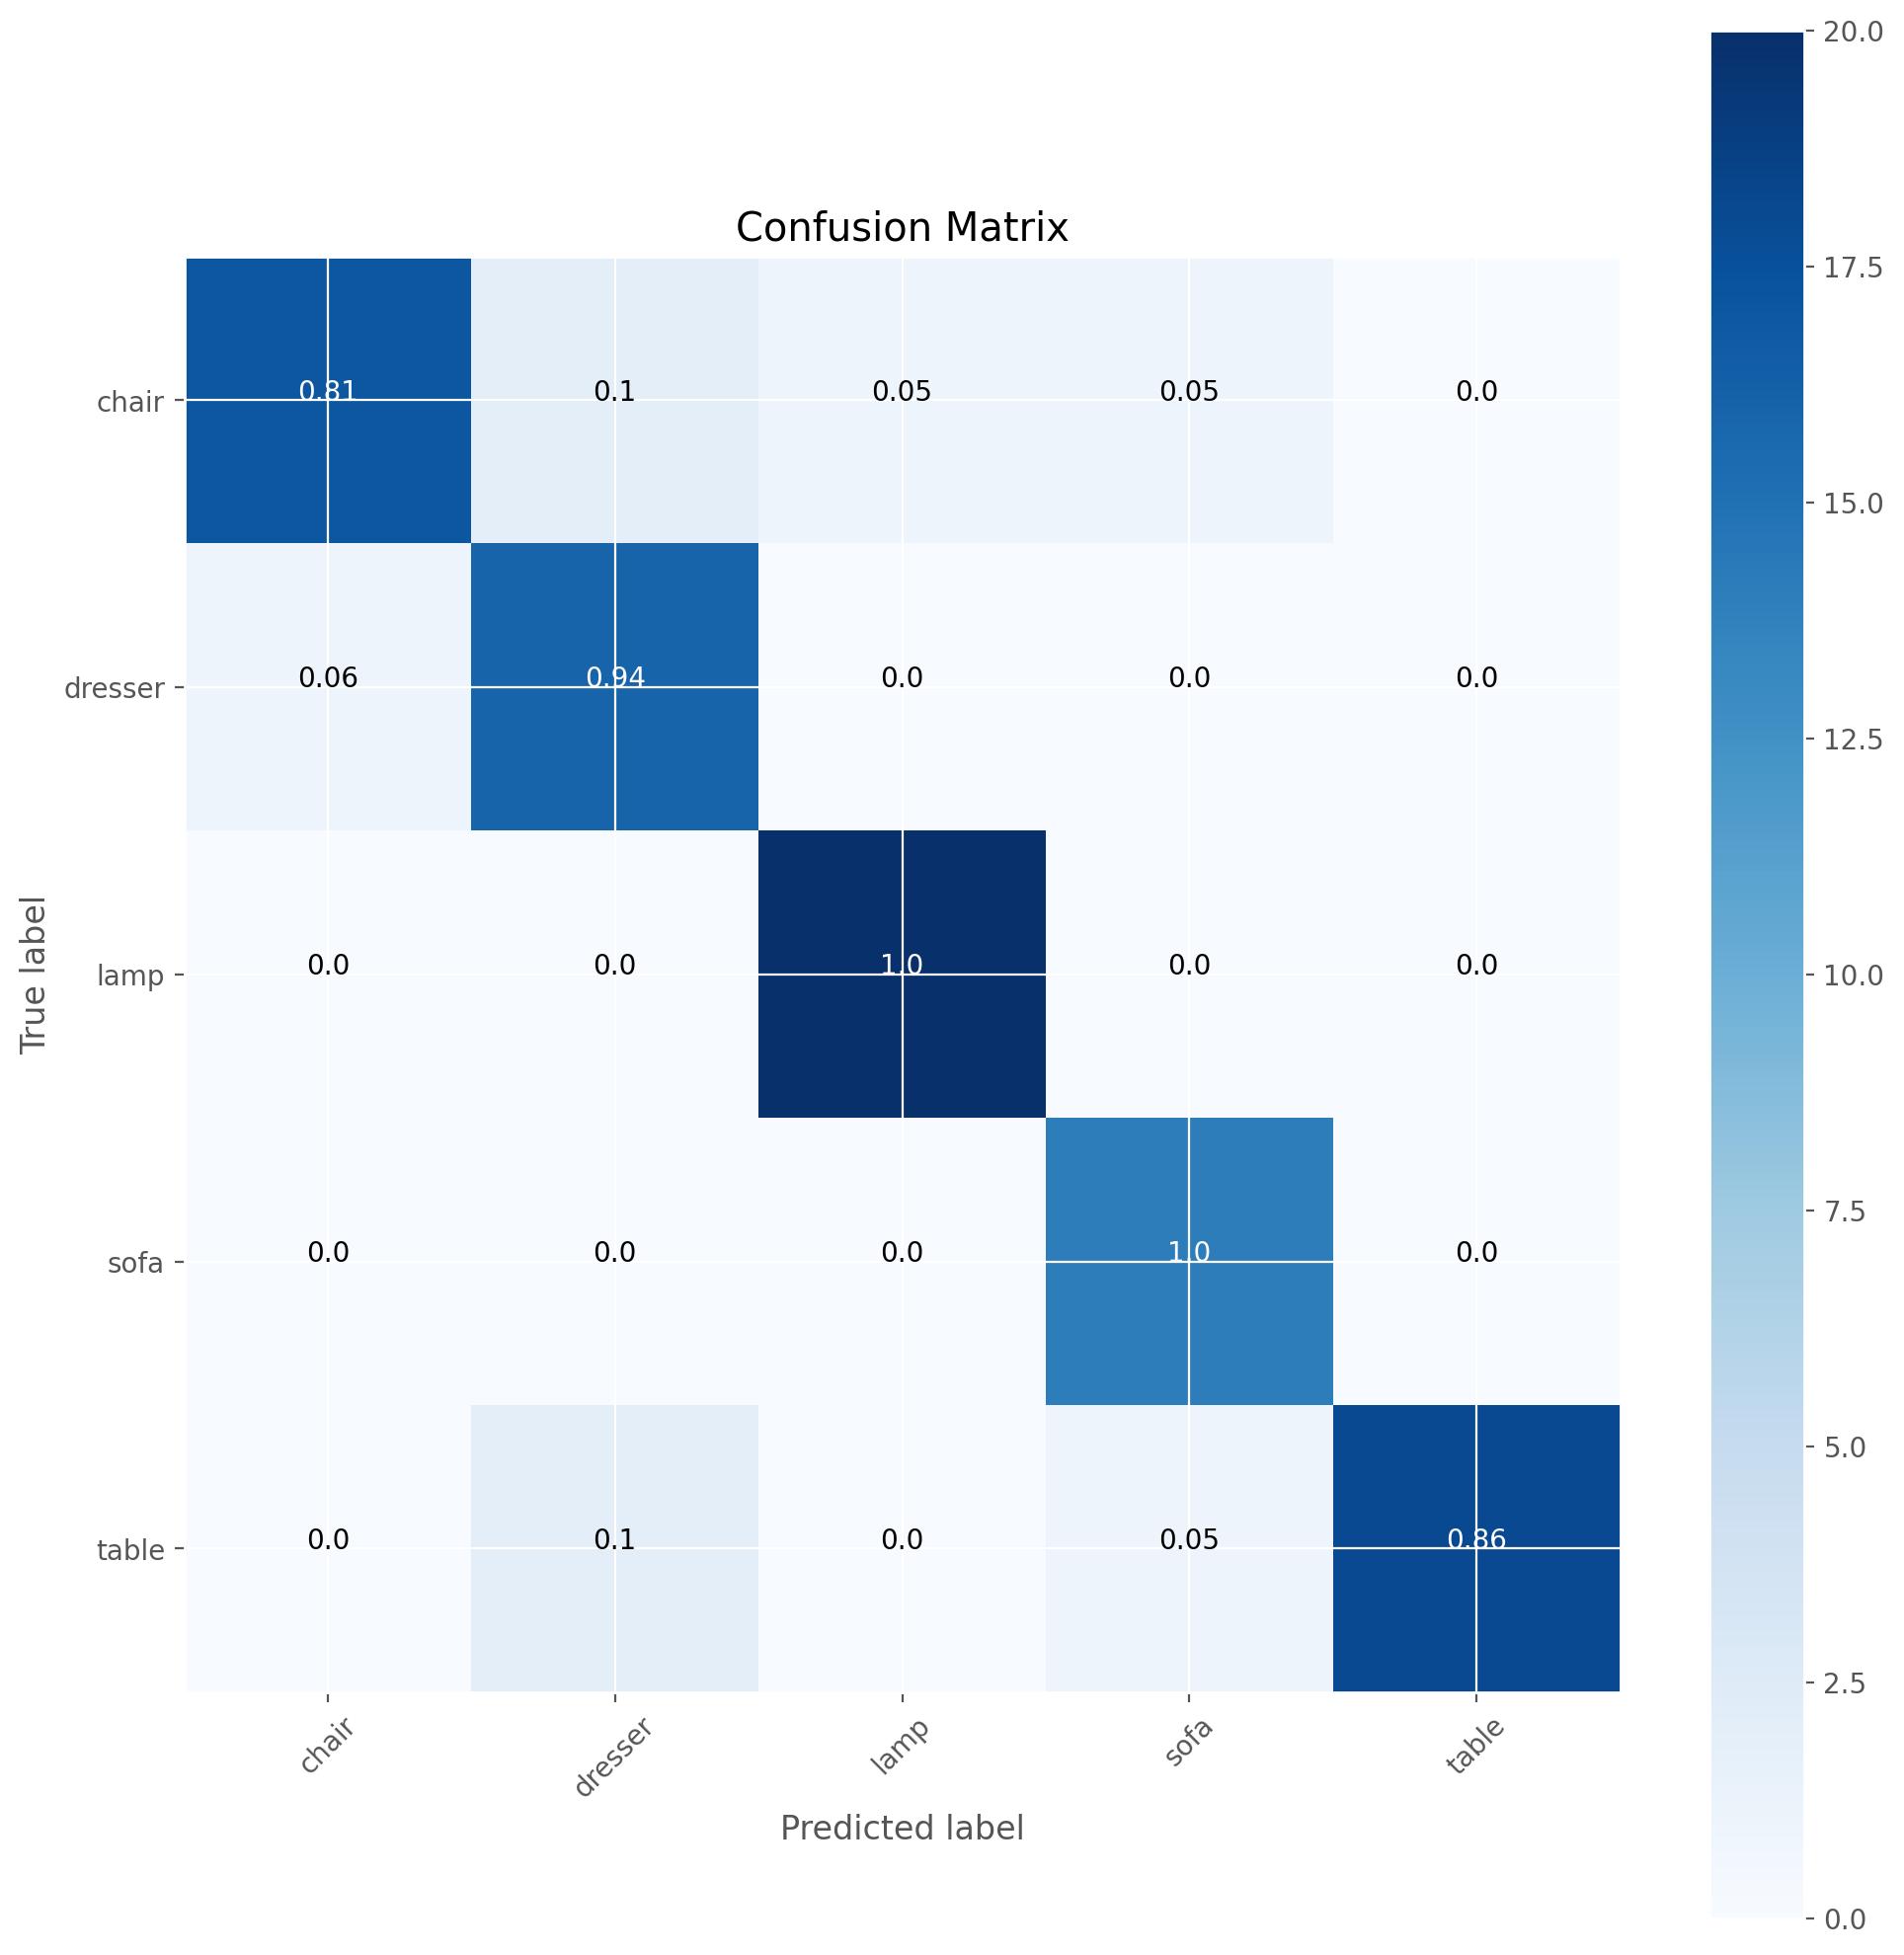 Confusion Matrix
True label
chair 0.81 0.1 0.05 0.05 0.0
dresser 0.06 0.94 0.0 0.0 0.0
lamp 0.0 0.0 1.0 0.0 0.0
sofa 0.0 0.0 0.0 1.0 0.0
table 0.0 0.1 0.0 0.05 0.86
chair dresser lamp sofa table
Predicted label
20.0
17.5
15.0
12.5
10.0
7.5
5.0
2.5
0.0